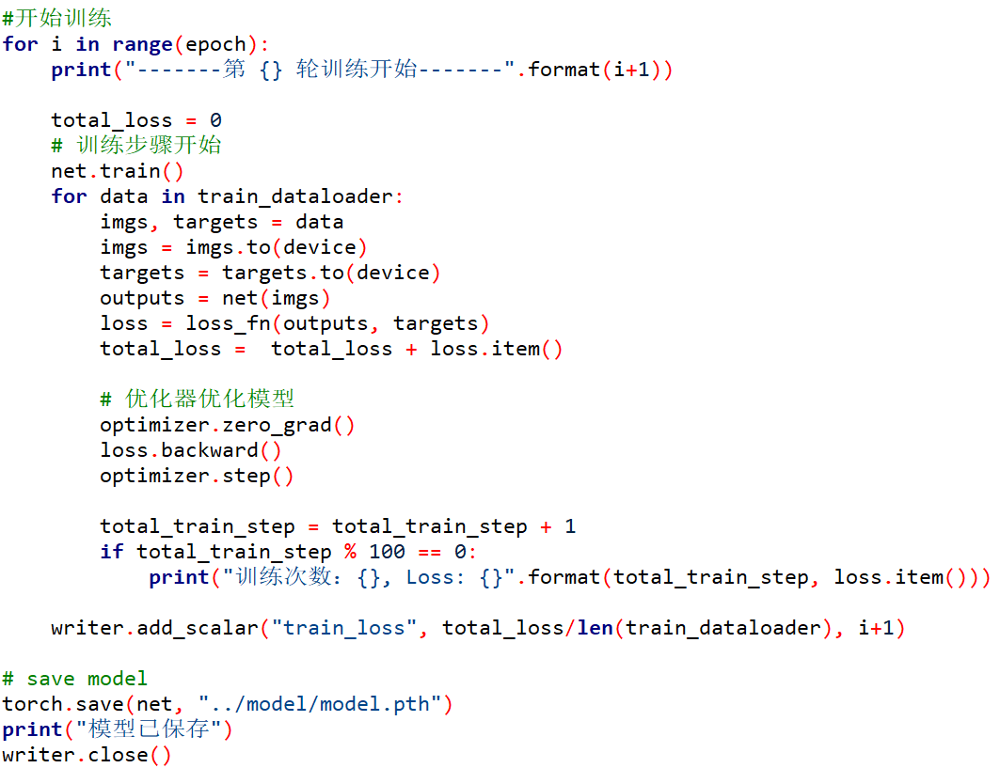 #开始训练
for i in range(epoch):
    print("-------第 {} 轮训练开始-------".format(i+1))

    total_loss = 0
    # 训练步骤开始
    net.train()
    for data in train_dataloader:
        imgs, targets = data
        imgs = imgs.to(device)
        targets = targets.to(device)
        outputs = net(imgs)
        loss = loss_fn(outputs, targets)
        total_loss =  total_loss + loss.item()

        # 优化器优化模型
        optimizer.zero_grad()
        loss.backward()
        optimizer.step()

        total_train_step = total_train_step + 1
        if total_train_step % 100 == 0:
            print("训练次数：{}, Loss: {}".format(total_train_step, loss.item()))

    writer.add_scalar("train_loss", total_loss/len(train_dataloader), i+1)

# save model
torch.save(net, "../model/model.pth")
print("模型已保存")
writer.close()